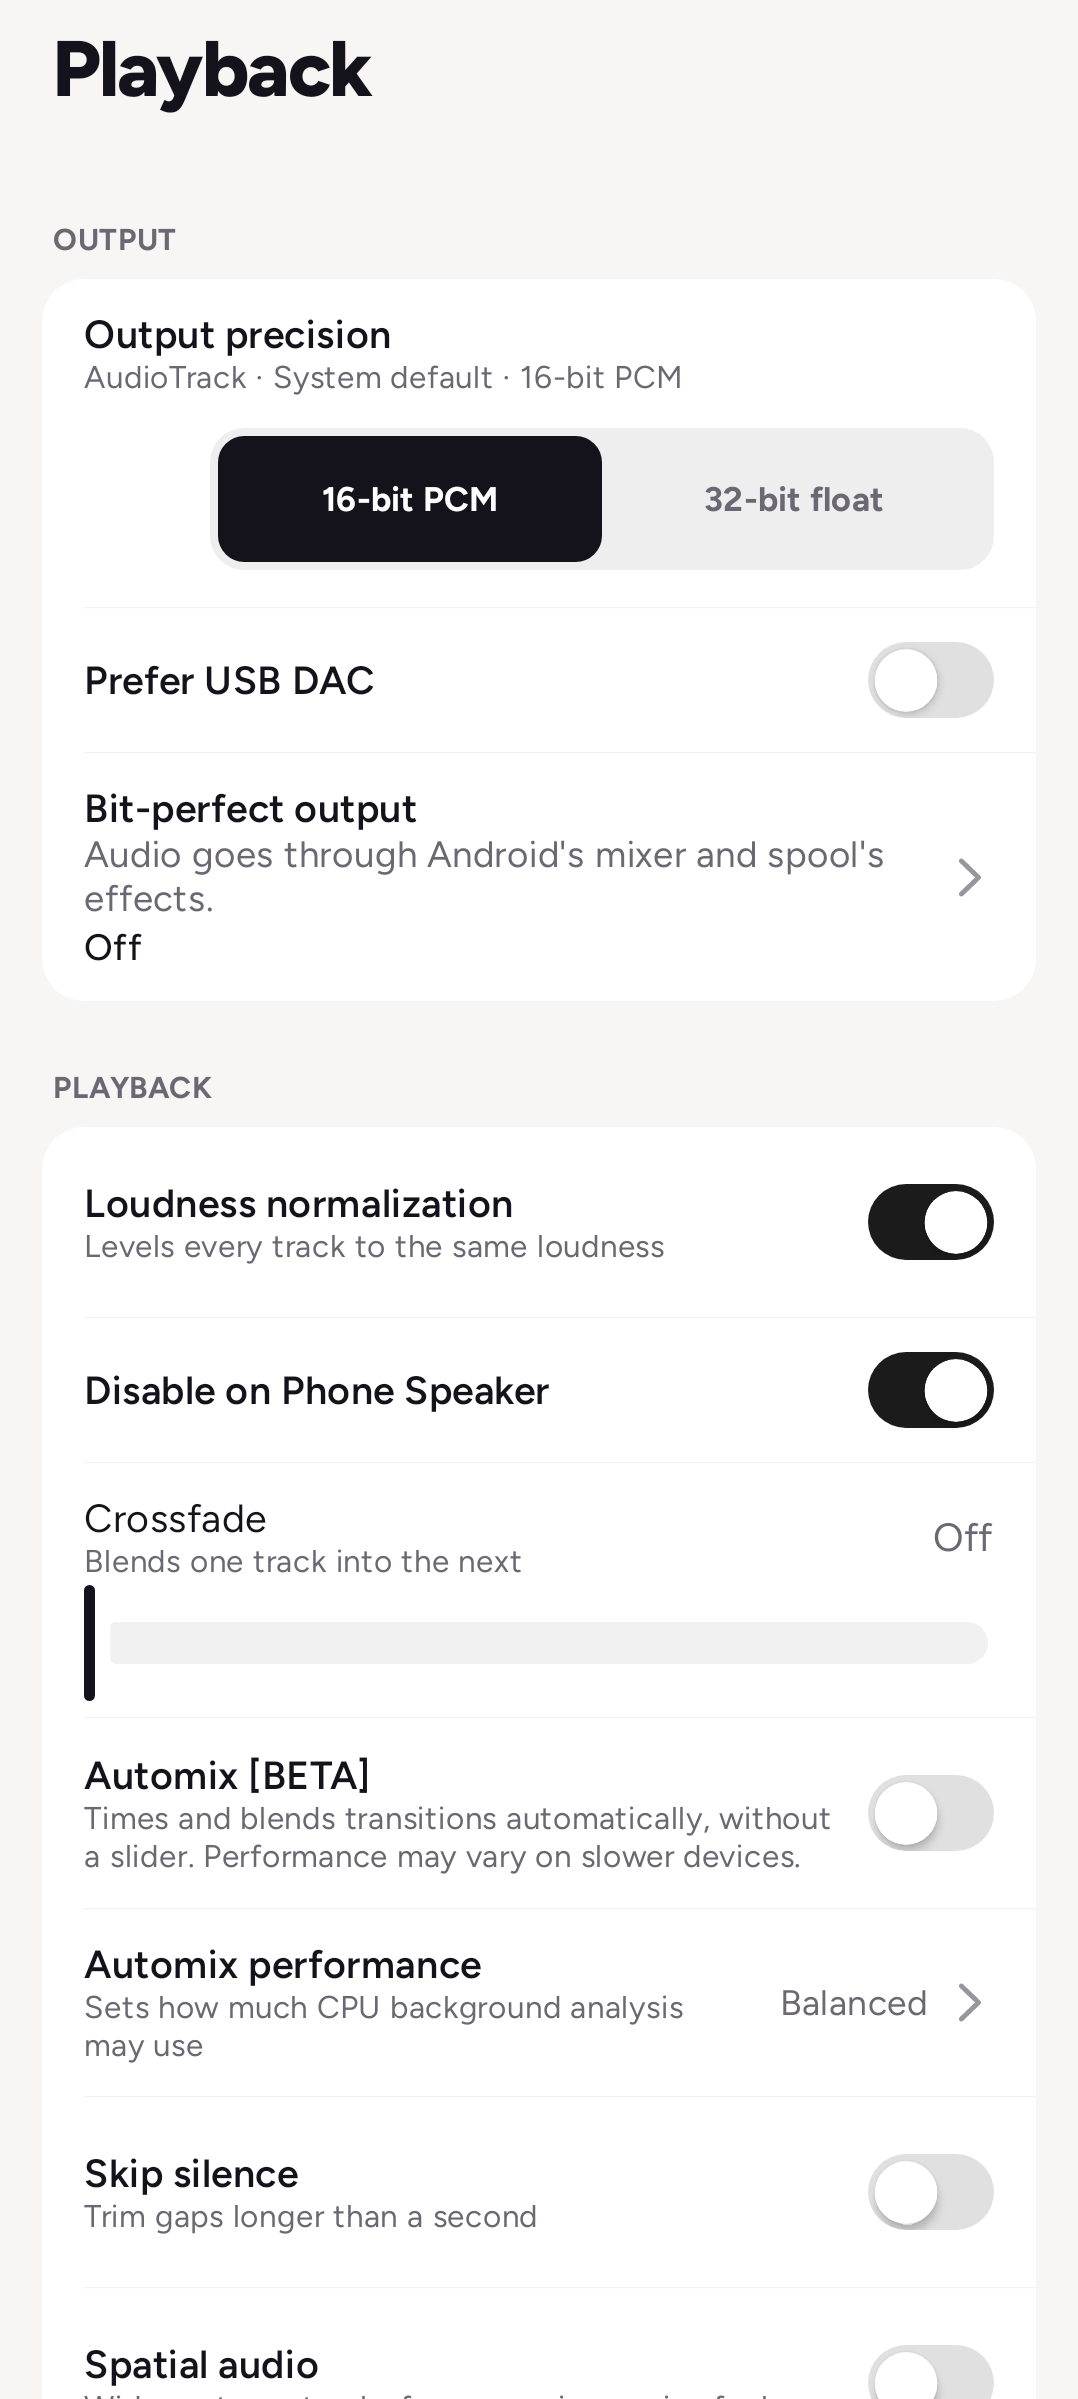 Playback
OUTPUT
Output precision
AudioTrack · System default · 16-bit PCM
16-bit PCM
32-bit float
Prefer USB DAC
Bit-perfect output
Audio goes through Android's mixer and spool's
effects.
Off
PLAYBACK
Loudness normalization
Levels every track to the same loudness
Disable on Phone Speaker
Crossfade
Blends one track into the next
Off
Automix [BETA]
Times and blends transitions automatically, without
a slider. Performance may vary on slower devices.
Automix performance
Sets how much CPU background analysis
may use
Balanced
Skip silence
Trim gaps longer than a second
Spatial audio